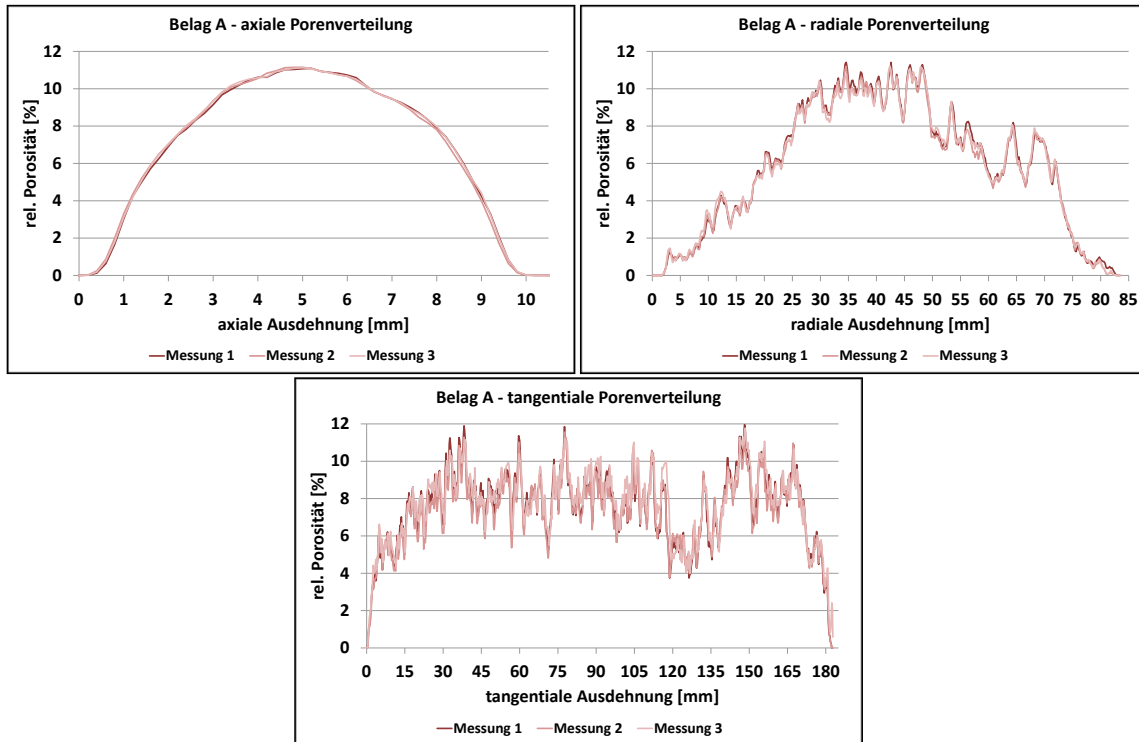 Belag A - axiale Porenverteilung
rel. Porosität [%]
12
10
8
6
4
2
0
0 1 2 3 4 5 6 7 8 9 10
axiale Ausdehnung [mm]
Messung 1 Messung 2 Messung 3
Belag A - radiale Porenverteilung
rel. Porosität [%]
12
10
8
6
4
2
0
0 5 10 15 20 25 30 35 40 45 50 55 60 65 70 75 80 85
radiale Ausdehnung [mm]
Messung 1 Messung 2 Messung 3
Belag A - tangentiale Porenverteilung
rel. Porosität [%]
12
10
8
6
4
2
0
0 15 30 45 60 75 90 105 120 135 150 165 180
tangentiale Ausdehnung [mm]
Messung 1 Messung 2 Messung 3